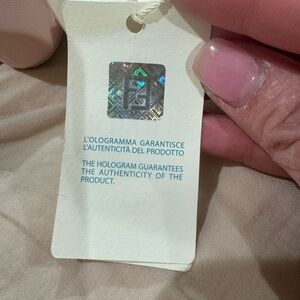 L'OLOGRAMMA GARANTISCE
L'AUTENTICITÀ DEL PRODOTTO
THE HOLOGRAM GUARANTEES
THE AUTHENTICITY OF THE
PRODUCT.